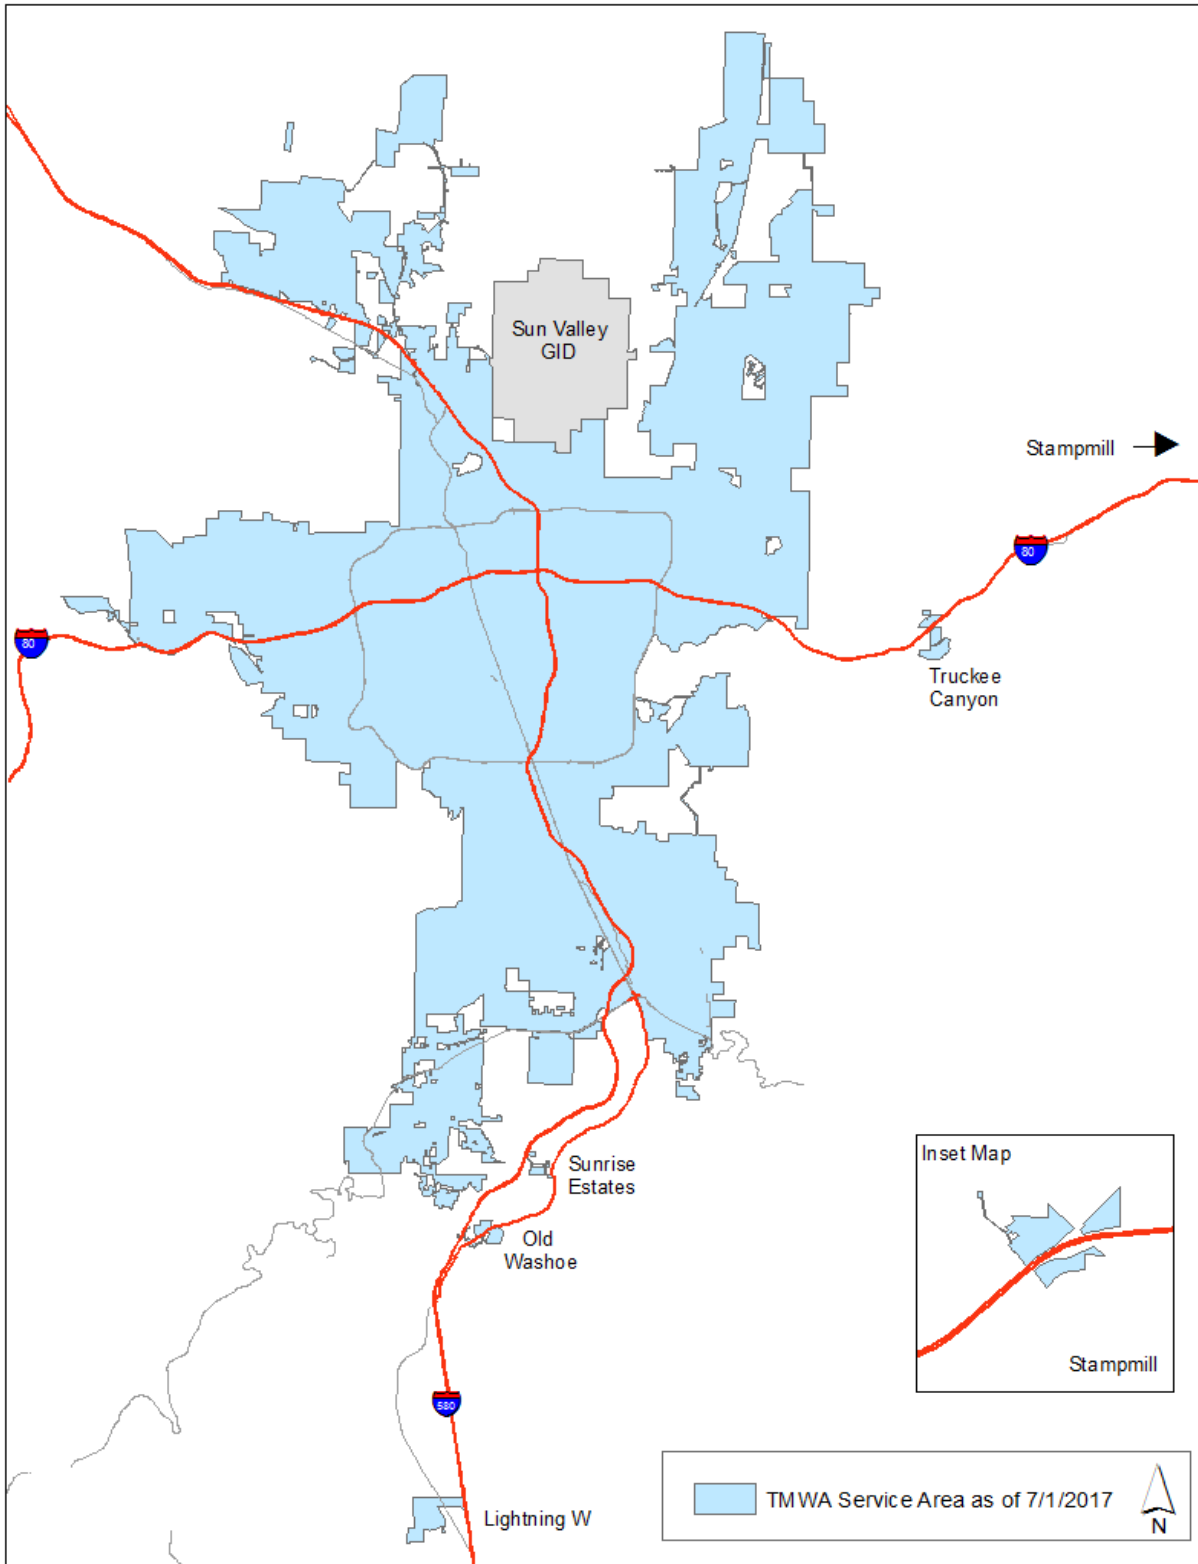 Sun Valley
GID
Stampmill
80
80
Truckee
Canyon
Sunrise
Estates
Old
Washoe
Inset Map
Stampmill
580
Lightning W
TMWA Service Area as of 7/1/2017
N